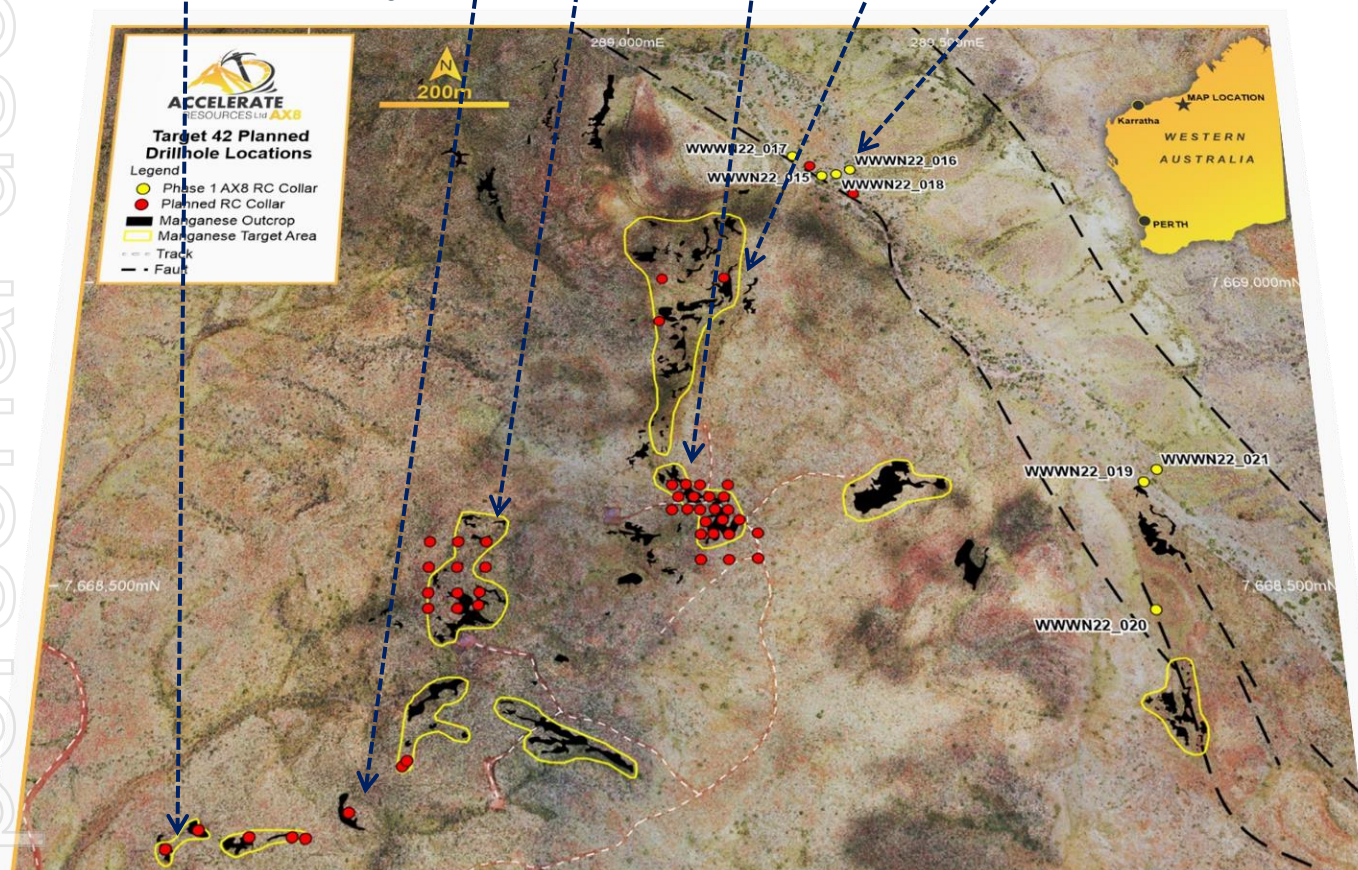 289,000mE
289,500mE
N
200m
ACCELERATE
RESOURCES Ltd AX8
Target 42 Planned
Drillhole Locations
Legend
Phase 1 AX8 RC Collar
Planned RC Collar
Manganese Outcrop
Manganese Target Area
Track
Fault
MAP LOCATION
Karratha
WESTERN
AUSTRALIA
PERTH
WWWN22_017
WWWN22_016
WWWN22_015
WWWN22_018
7,669,000mN
WWWN22_021
WWWN22_019
7,668,500mN
7,668,500mN
WWWN22_020